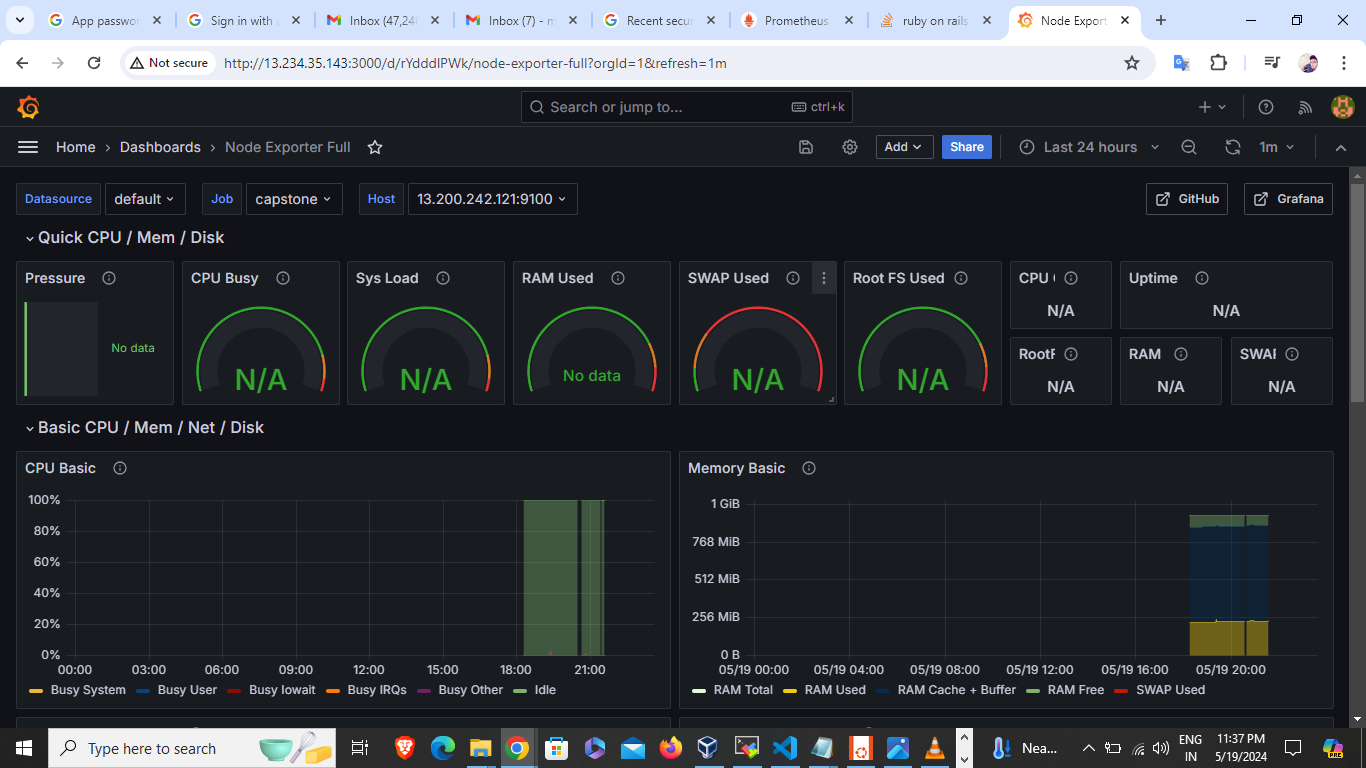 App passwor
Sign in with a
Inbox (47,24
Inbox (7) - m
Recent secur
Prometheus
ruby on rails
Node Export
Not secure
http://13.234.35.143:3000/d/rYdddlPWk/node-exporter-full?orgId=1&refresh=1m
Search or jump to...
ctrl+k
Home
Dashboards
Node Exporter Full
Add
Share
Last 24 hours
1m
Datasource
default
Job
capstone
Host
13.200.242.121:9100
GitHub
Grafana
Quick CPU / Mem / Disk
Pressure
No data
CPU Busy
N/A
Sys Load
N/A
RAM Used
No data
SWAP Used
N/A
Root FS Used
N/A
CPU
N/A
Uptime
N/A
RootF
N/A
RAM
N/A
SWAP
N/A
Basic CPU / Mem / Net / Disk
CPU Basic
100%
80%
60%
40%
20%
0%
00:00 03:00 06:00 09:00 12:00 15:00 18:00 21:00
Busy System Busy User Busy Iowait Busy IRQs Busy Other Idle
Memory Basic
1 GiB
768 MiB
512 MiB
256 MiB
0 B
05/19 00:00 05/19 04:00 05/19 08:00 05/19 12:00 05/19 16:00 05/19 20:00
RAM Total RAM Used RAM Cache + Buffer RAM Free SWAP Used
Type here to search
Nea...
ENG
IN
11:37 PM
5/19/2024
PRE